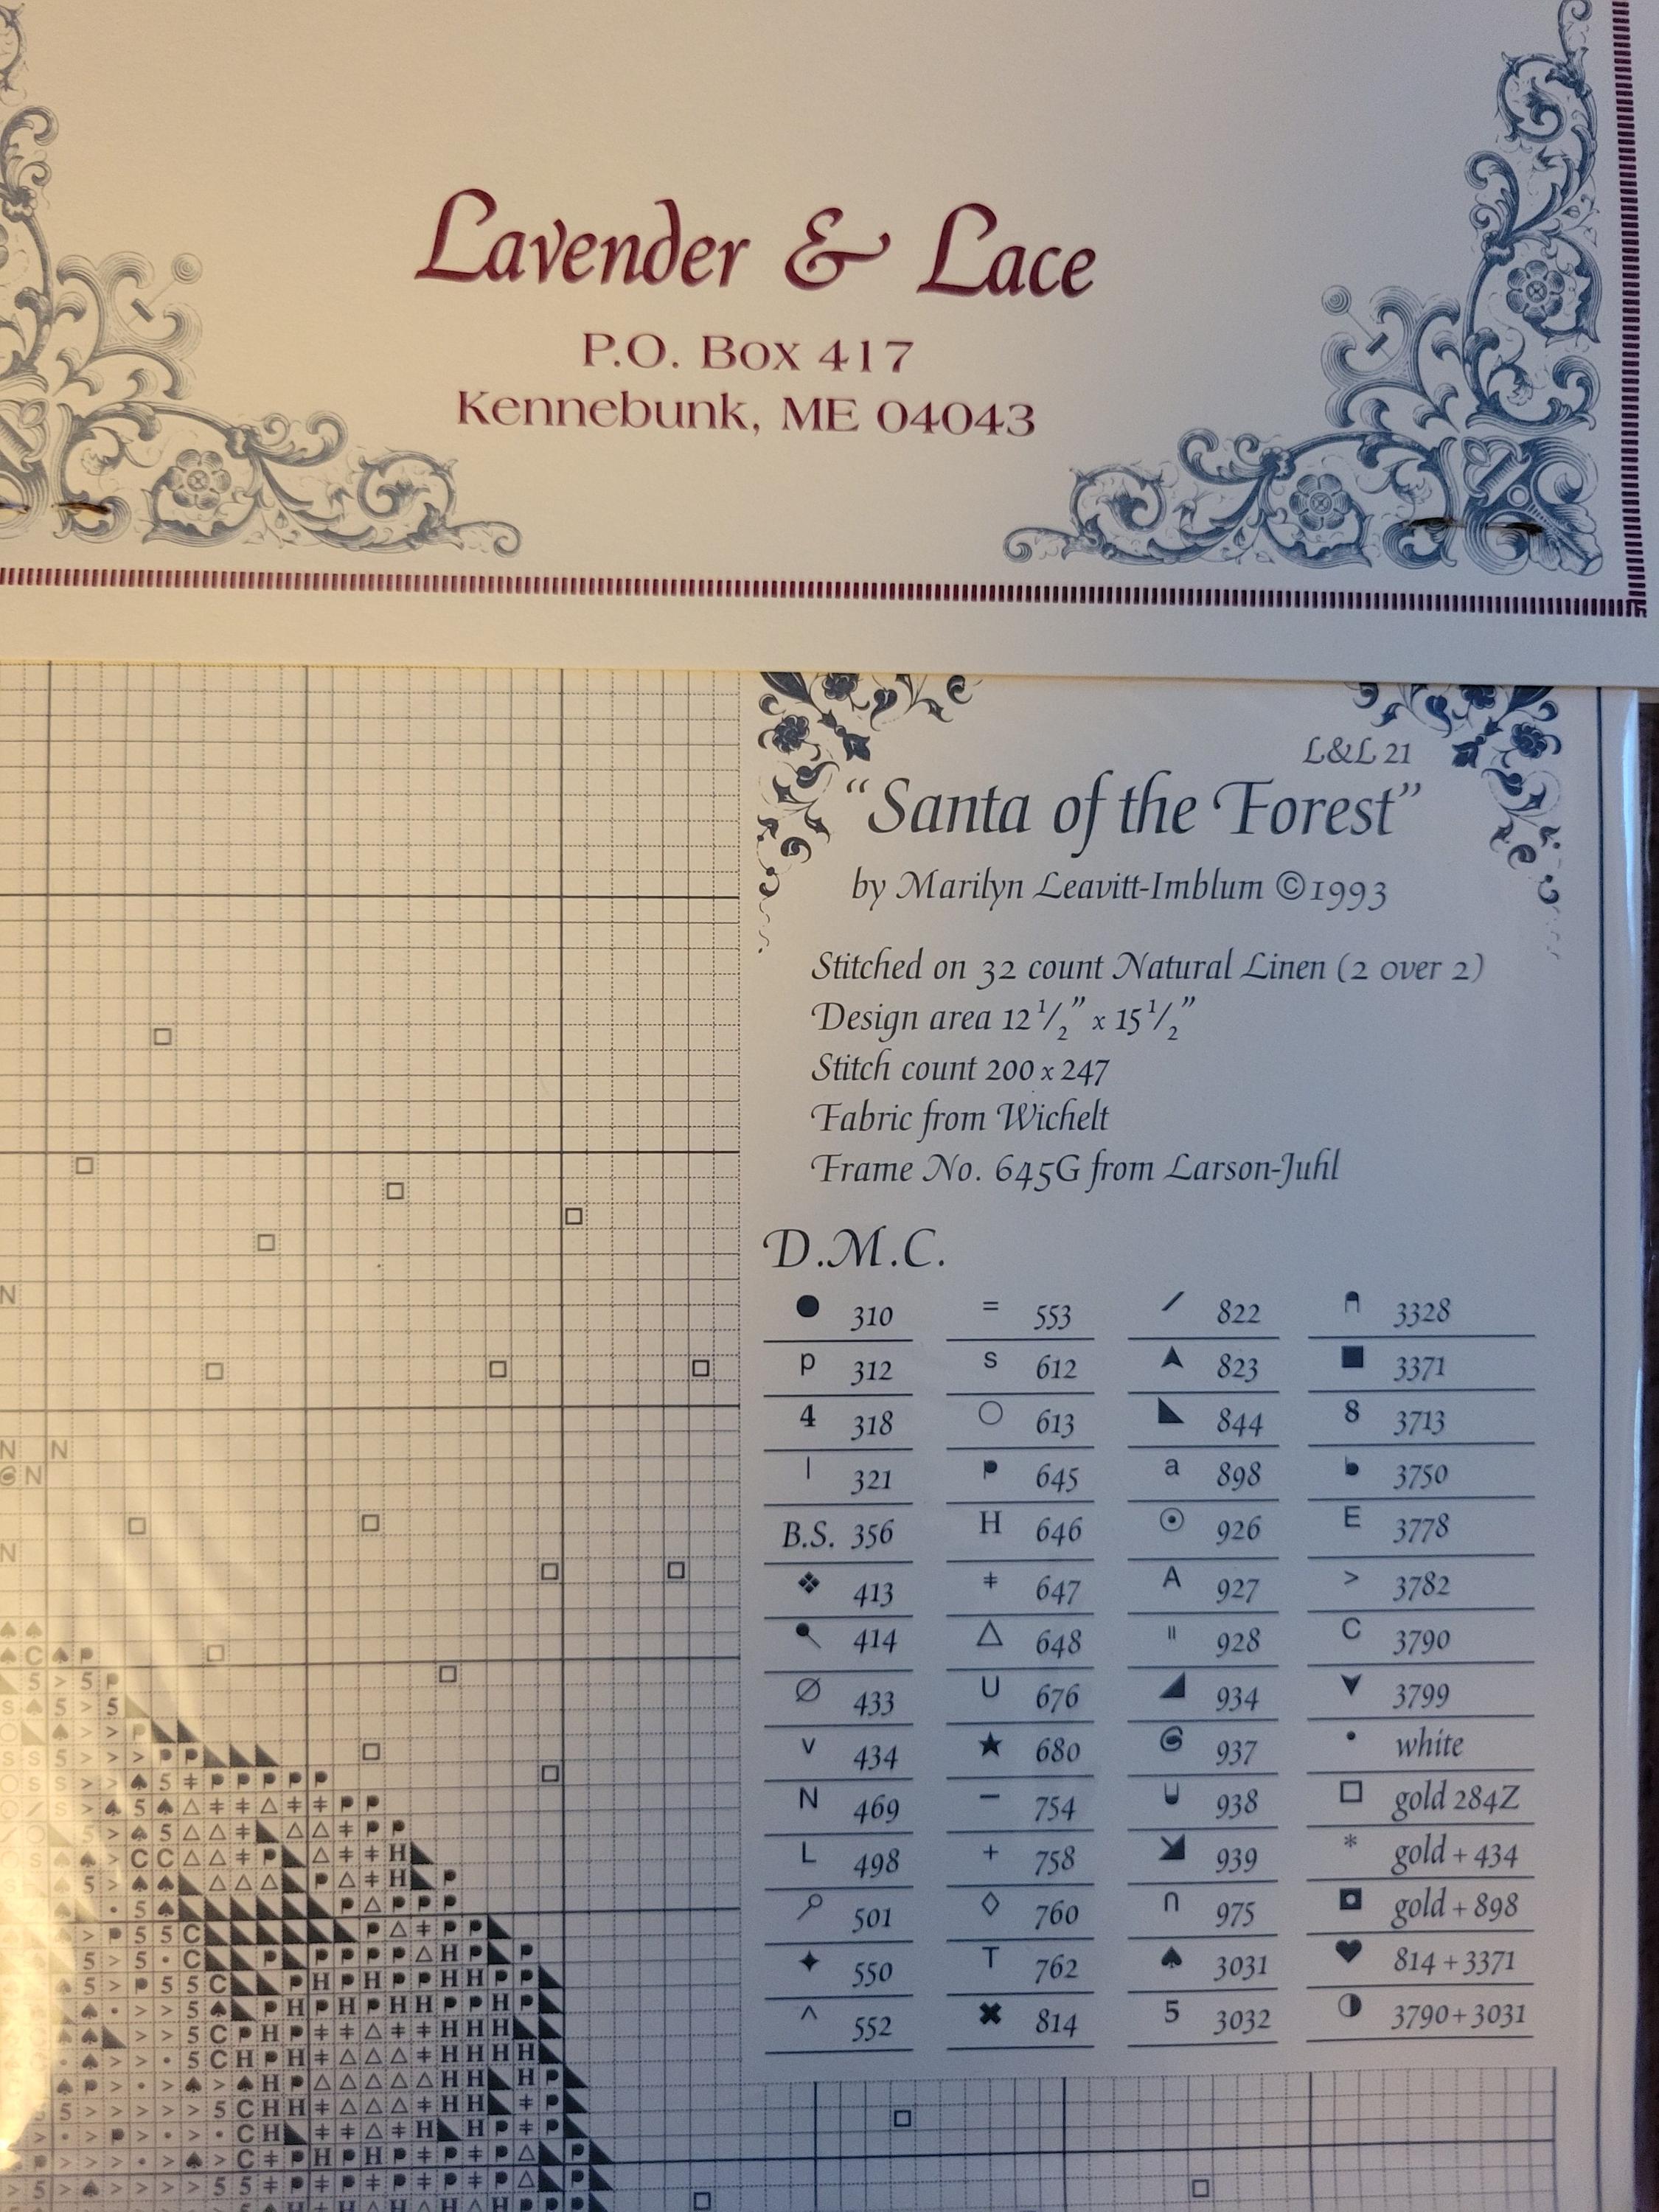 Lavender & Lace
P.O. Box 417
Kennebunk, ME 04043
L&L 21
"Santa of the Forest"
by Marilyn Leavitt-Imblum ©1993
Stitched on 32 count Natural Linen (2 over 2)
Design area 12 1/2" x 15 1/2"
Stitch count 200 x 247
Fabric from Wichelt
Frame No. 645G from Larson-Juhl
D.M.C.
● 310 = 553 / 822 3328
p 312 s 612 ▲ 823 ■ 3371
4 318 ○ 613 ◣ 844 8 3713
| 321 645 a 898 3750
B.S. 356 H 646 ⊙ 926 E 3778
❖ 413 ǂ 647 A 927 > 3782
414 △ 648 || 928 C 3790
Ø 433 U 676 ◢ 934 3799
v 434 ★ 680 937 • white
N 469 – 754 938 □ gold 284Z
L 498 + 758 939 * gold + 434
501 ◇ 760 ∩ 975 ◘ gold + 898
✦ 550 T 762 ♠ 3031 ♥ 814 + 3371
^ 552 ✖ 814 5 3032 ◑ 3790+3031